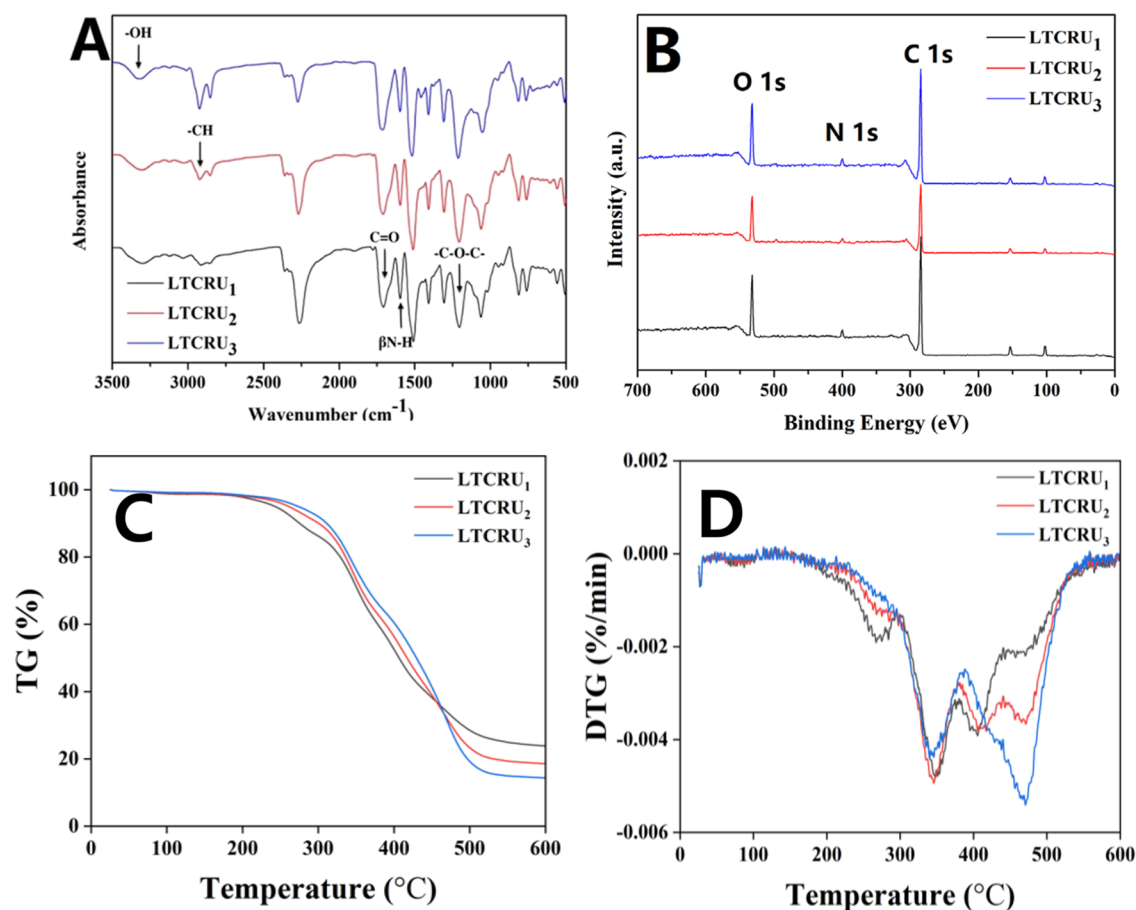 A
-OH
-CH
C=O
-C-O-C-
βN-H
LTCRU₁
LTCRU₂
LTCRU₃
Absorbance
3500 3000 2500 2000 1500 1000 500
Wavenumber (cm⁻¹)
B
O 1s
N 1s
C 1s
LTCRU₁
LTCRU₂
LTCRU₃
Intensity (a.u.)
700 600 500 400 300 200 100 0
Binding Energy (eV)
C
LTCRU₁
LTCRU₂
LTCRU₃
TG (%)
100
80
60
40
20
0
0 100 200 300 400 500 600
Temperature (°C)
D
LTCRU₁
LTCRU₂
LTCRU₃
DTG (%/min)
0.002
0.000
-0.002
-0.004
-0.006
0 100 200 300 400 500 600
Temperature (°C)